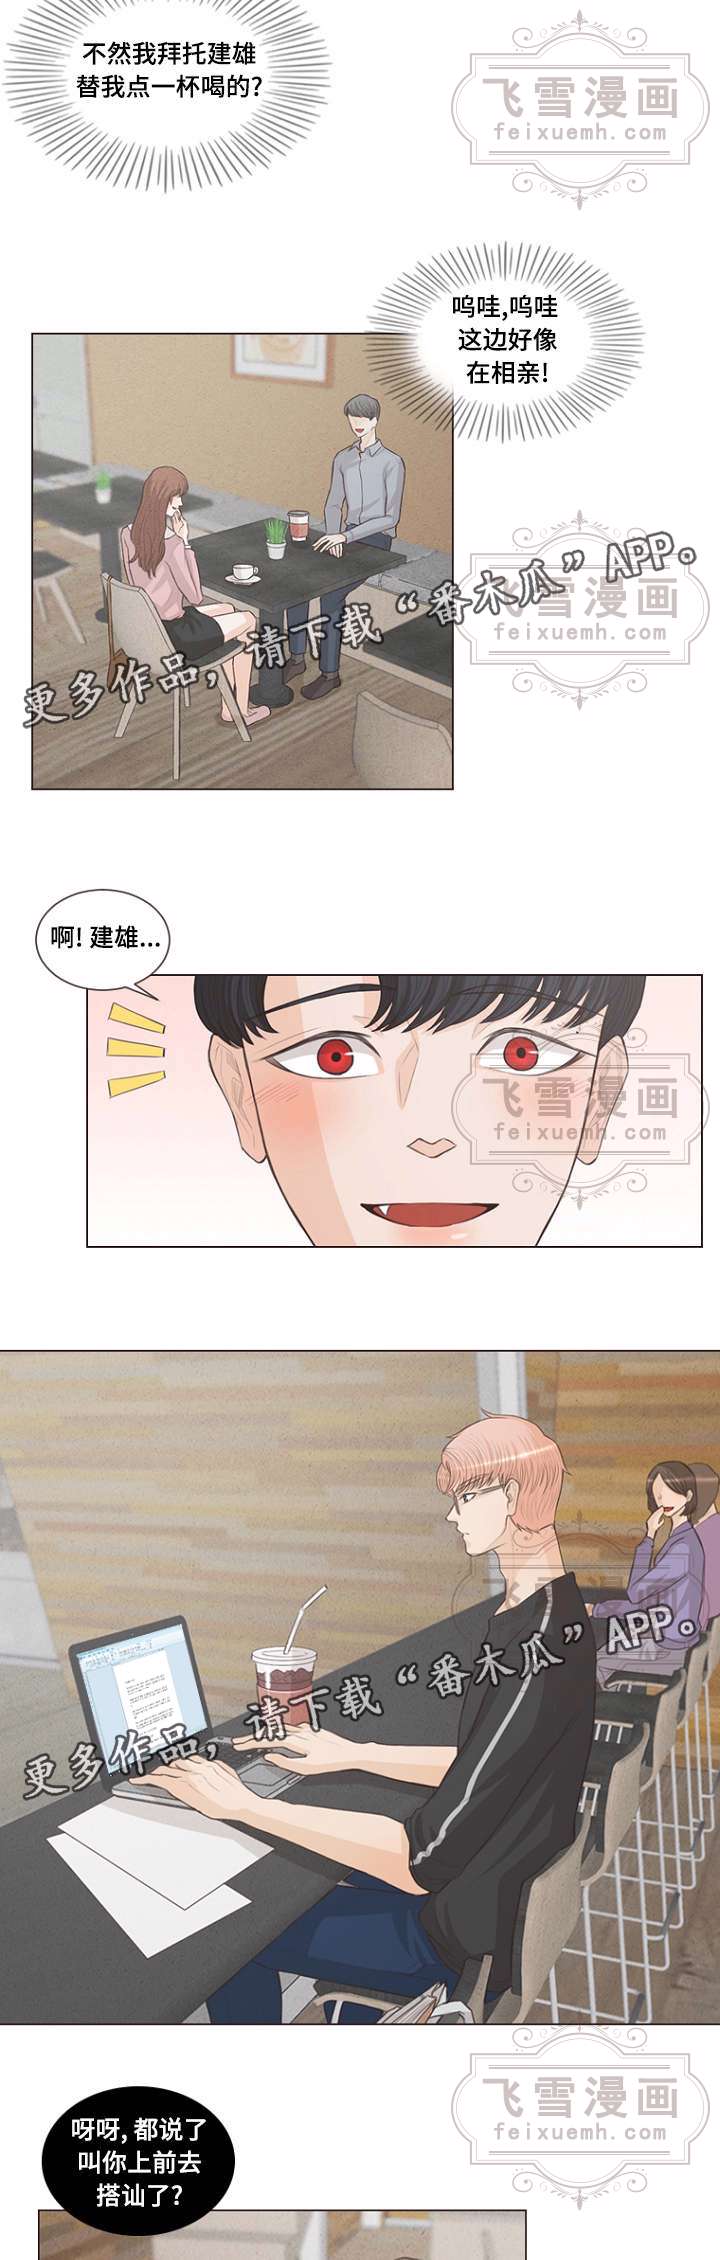 不然我拜托建雄
替我点一杯喝的?
飞雪漫画
feixuemh.com
呜哇,呜哇
这边好像
在相亲!
飞雪漫画
feixuemh.com
更多作品，请下载“番木瓜”APP。
啊! 建雄...
飞雪漫画
feixuemh.com
飞雪漫画
更多作品，请下载“番木瓜”APP。
飞雪漫画
feixuemh.com
呀呀, 都说了
叫你上前去
搭讪了?